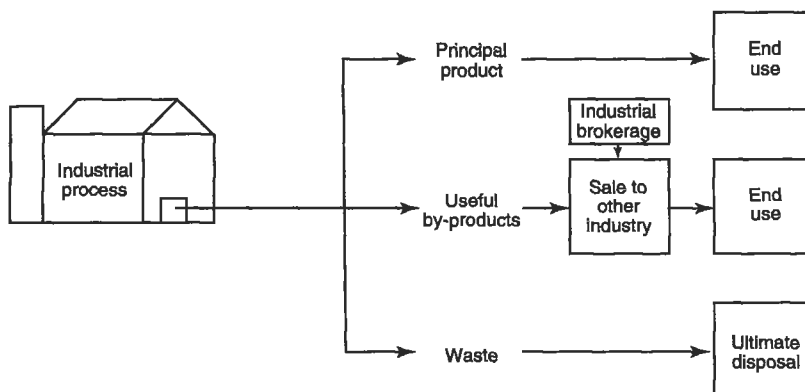 Principal
product
End
use
Industrial
brokerage
Industrial
process
Useful
by-products
Sale to
other
industry
End
use
Waste
Ultimate
disposal